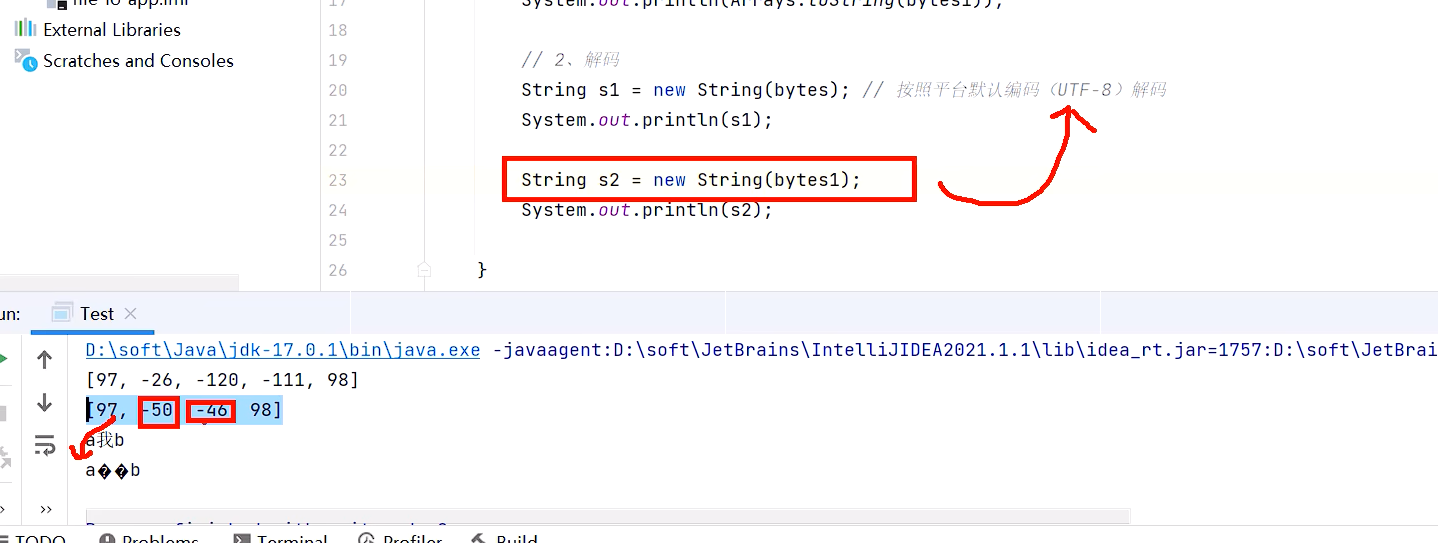 file-io-app.iml
External Libraries
Scratches and Consoles
17 System.out.println(Arrays.toString(bytes1));
18
19 // 2、解码
20 String s1 = new String(bytes); // 按照平台默认编码（UTF-8）解码
21 System.out.println(s1);
22
23 String s2 = new String(bytes1);
24 System.out.println(s2);
25
26 }
un: Test
D:\soft\Java\jdk-17.0.1\bin\java.exe -javaagent:D:\soft\JetBrains\IntelliJIDEA2021.1.1\lib\idea_rt.jar=1757:D:\soft\JetBrai
[97, -26, -120, -111, 98]
[97, -50 -46 98]
a我b
a��b
TODO Problems Terminal Profiler Build